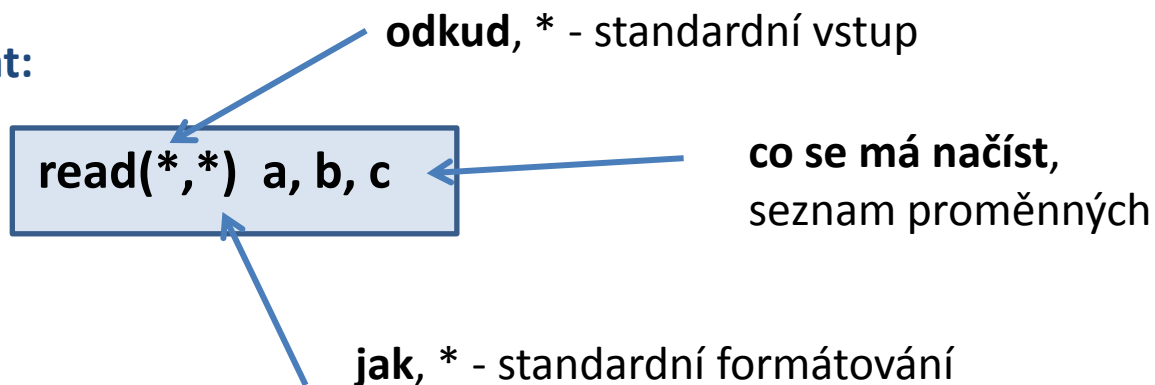 odkud, * - standardní vstup
t:
read(*,*) a, b, c
co se má načíst,
seznam proměnných
jak, * - standardní formátování